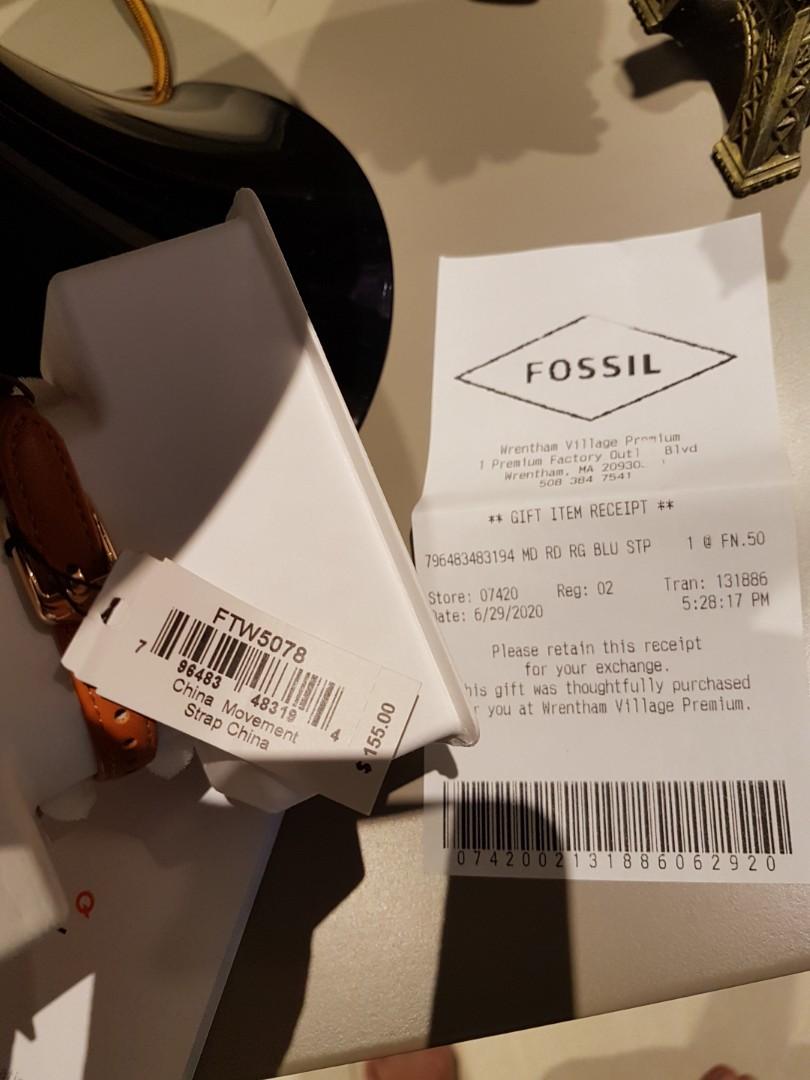 FTW5078
7 96483 48319 4
China Movement
Strap China
$ 155.00
Q
FOSSIL
Wrentham Village Premium
1 Premium Factory Outl Blvd
Wrentham, MA 20930.
508 384 7541
** GIFT ITEM RECEIPT **
796483483194 MD RD RG BLU STP 1 @ FN.50
Store: 07420 Reg: 02 Tran: 131886
Date: 6/29/2020 5:28:17 PM
Please retain this receipt
for your exchange.
his gift was thoughtfully purchased
r you at Wrentham Village Premium.
0742002131886062920